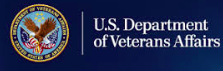 U.S. Department
of Veterans Affairs